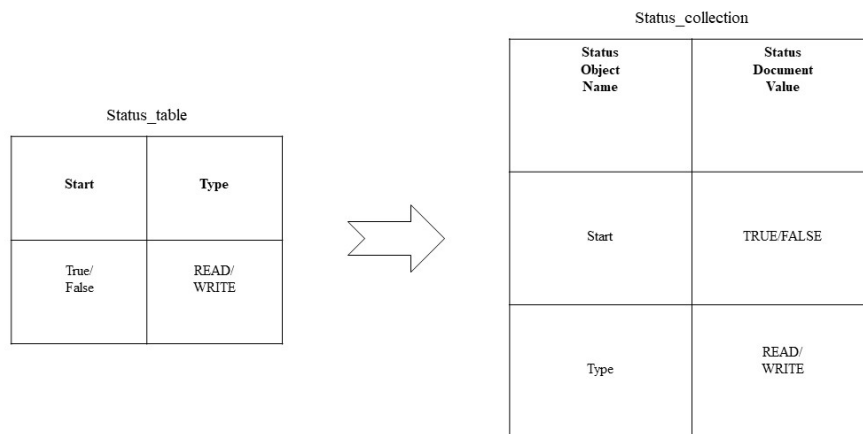 Status_collection
Status
Object
Name
Status
Document
Value
Status_table
Start
Type
True/
False
READ/
WRITE
Start
TRUE/FALSE
Type
READ/
WRITE